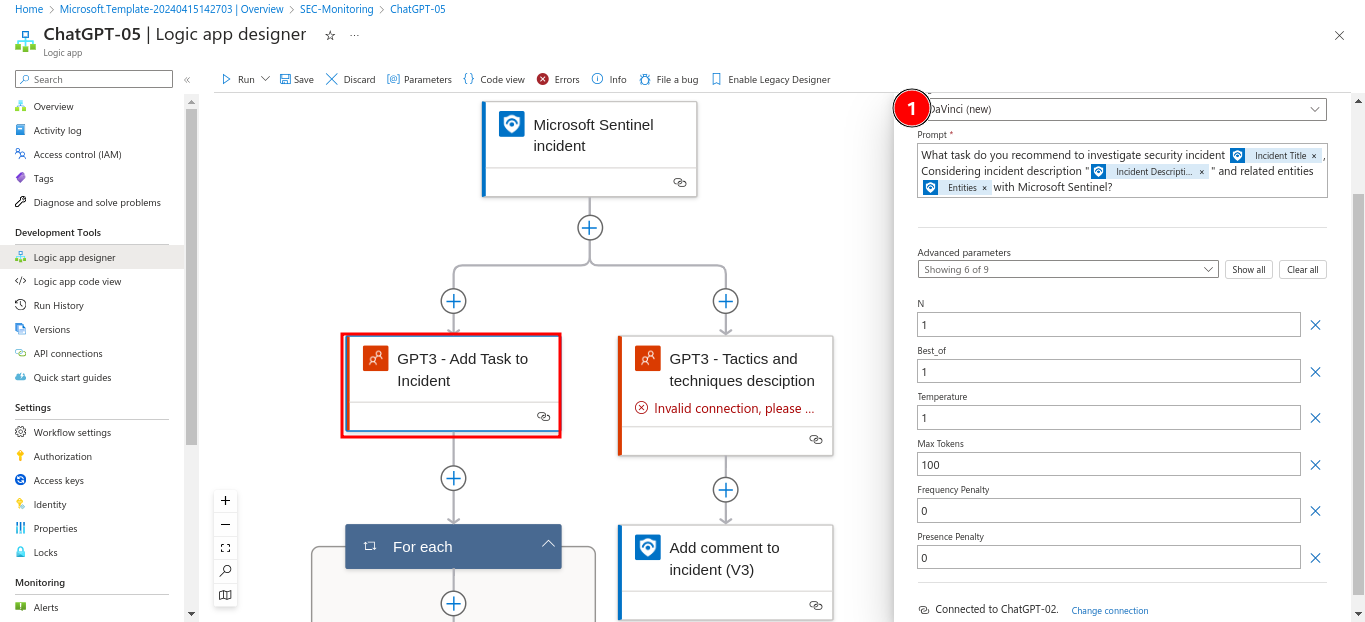 Home > Microsoft.Template-20240415142703 | Overview > SEC-Monitoring > ChatGPT-05
ChatGPT-05 | Logic app designer ☆ ...
Logic app
Search
«
Overview
Activity log
Access control (IAM)
Tags
Diagnose and solve problems
Development Tools
Logic app designer
Logic app code view
Run History
Versions
API connections
Quick start guides
Settings
Workflow settings
Authorization
Access keys
Identity
Properties
Locks
Monitoring
Alerts
Run Save Discard Parameters Code view Errors Info File a bug Enable Legacy Designer
Microsoft Sentinel
incident
GPT3 - Add Task to
Incident
GPT3 - Tactics and
techniques desciption
Invalid connection, please ...
For each
Add comment to
incident (V3)
1
DaVinci (new)
Prompt *
What task do you recommend to investigate security incident Incident Title × ,
Considering incident description " Incident Descripti... × " and related entities
Entities × with Microsoft Sentinel?
Advanced parameters
Showing 6 of 9 Show all Clear all
N
1
Best_of
1
Temperature
1
Max Tokens
100
Frequency Penalty
0
Presence Penalty
0
Connected to ChatGPT-02. Change connection